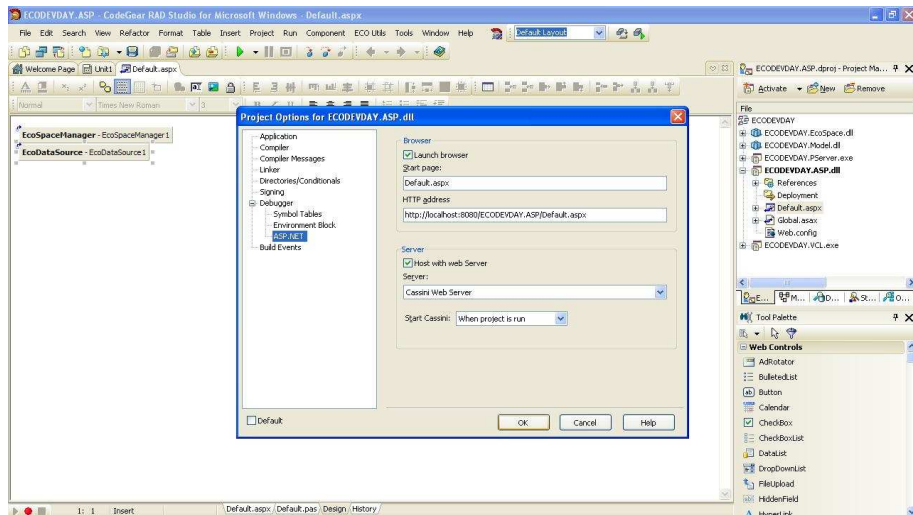 ECODEVDAY.ASP - CodeGear RAD Studio for Microsoft Windows - Default.aspx
File Edit Search View Refactor Format Table Insert Project Run Component ECO Utils Tools Window Help
Default Layout
Welcome Page Unit1 Default.aspx
Normal Times New Roman 3
EcoSpaceManager - EcoSpaceManager1
EcoDataSource - EcoDataSource1
Project Options for ECODEVDAY.ASP.dll
Application
Compiler
Compiler Messages
Linker
Directories/Conditionals
Signing
Debugger
Symbol Tables
Environment Block
ASP.NET
Build Events
Default
Browser
Launch browser
Start page:
Default.aspx
HTTP address
http://localhost:8080/ECODEVDAY.ASP/Default.aspx
Server
Host with web Server
Server:
Cassini Web Server
Start Cassini: When project is run
OK Cancel Help
ECODEVDAY.ASP.dproj - Project Ma...
Activate New Remove
File
ECODEVDAY
ECODEVDAY.EcoSpace.dll
ECODEVDAY.Model.dll
ECODEVDAY.PServer.exe
ECODEVDAY.ASP.dll
References
Deployment
Default.aspx
Global.asax
Web.config
ECODEVDAY.VCL.exe
E... M... D... St... O...
Tool Palette
Web Controls
AdRotator
BulletedList
Button
Calendar
CheckBox
CheckBoxList
DataList
DropDownList
FileUpload
HiddenField
HyperLink
1: 1 Insert Default.aspx Default.pas Design History